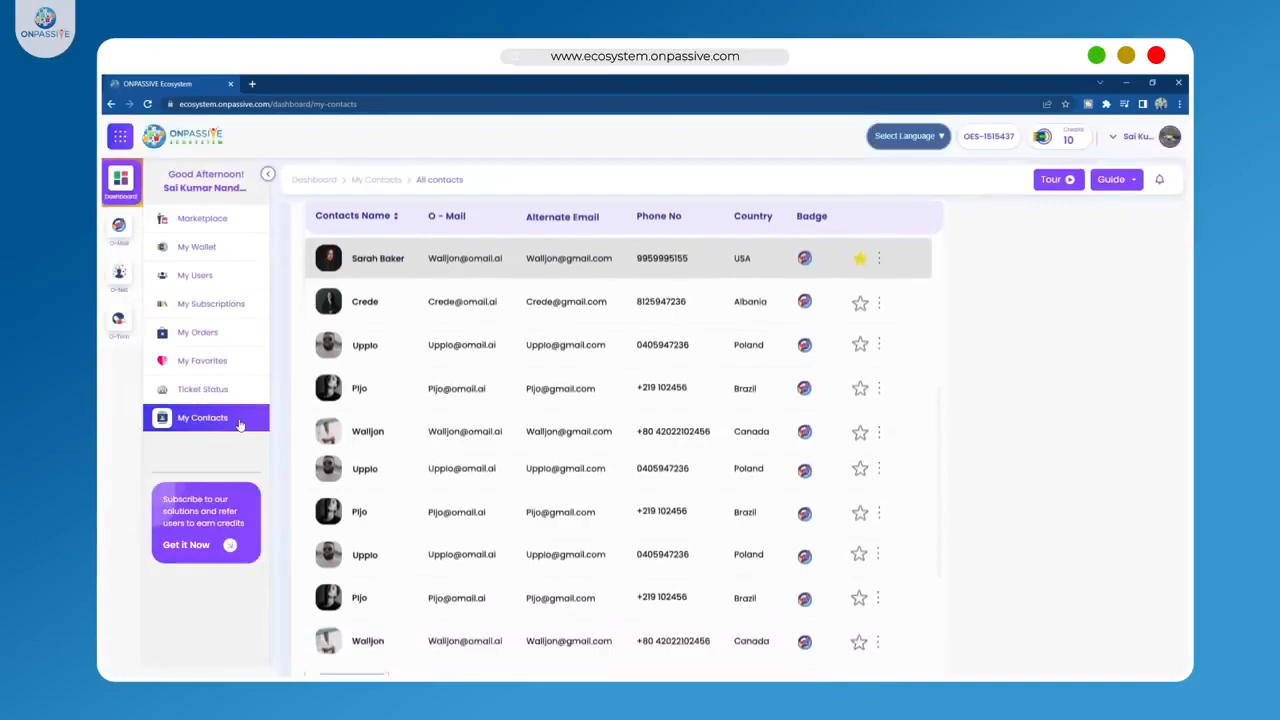 ONPASSIVE
www.ecosystem.onpassive.com
ONPASSIVE Ecosystem
ecosystem.onpassive.com/dashboard/my-contacts
ONPASSIVE
ECOSYSTEM
Select Language ▼
OES-1515437
Credits
10
Sai Ku...
Dashboard
O-Mail
O-Net
O-Trim
Good Afternoon!
Sai Kumar Nand...
Marketplace
My Wallet
My Users
My Subscriptions
My Orders
My Favorites
Ticket Status
My Contacts
Subscribe to our
solutions and refer
users to earn credits
Get it Now
Dashboard > My Contacts > All contacts
Tour
Guide
Contacts Name O - Mail Alternate Email Phone No Country Badge
Sarah Baker Walljon@omail.ai Walljon@gmail.com 9959995155 USA
Crede Crede@omail.ai Crede@gmail.com 8125947236 Albania
Upplo Upplo@omail.ai Upplo@gmail.com 0405947236 Poland
Pljo Pljo@omail.ai Pljo@gmail.com +219 102456 Brazil
Walljon Walljon@omail.ai Walljon@gmail.com +80 42022102456 Canada
Upplo Upplo@omail.ai Upplo@gmail.com 0405947236 Poland
Pljo Pljo@omail.ai Pljo@gmail.com +219 102456 Brazil
Upplo Upplo@omail.ai Upplo@gmail.com 0405947236 Poland
Pljo Pljo@omail.ai Pljo@gmail.com +219 102456 Brazil
Walljon Walljon@omail.ai Walljon@gmail.com +80 42022102456 Canada